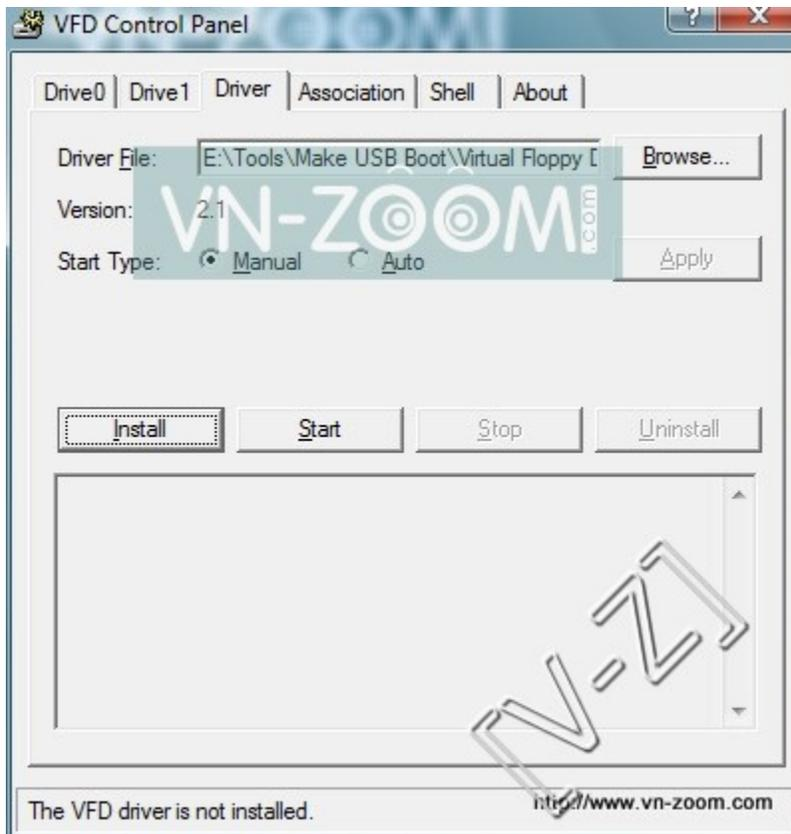 VFD Control Panel
Drive0 Drive1 Driver Association Shell About
Driver File: E:\Tools\Make USB Boot\Virtual Floppy D Browse...
Version: 2.1
VN-ZOOM.com
Start Type: Manual Auto Apply
Install Start Stop Uninstall
[V-Z]
The VFD driver is not installed. http://www.vn-zoom.com